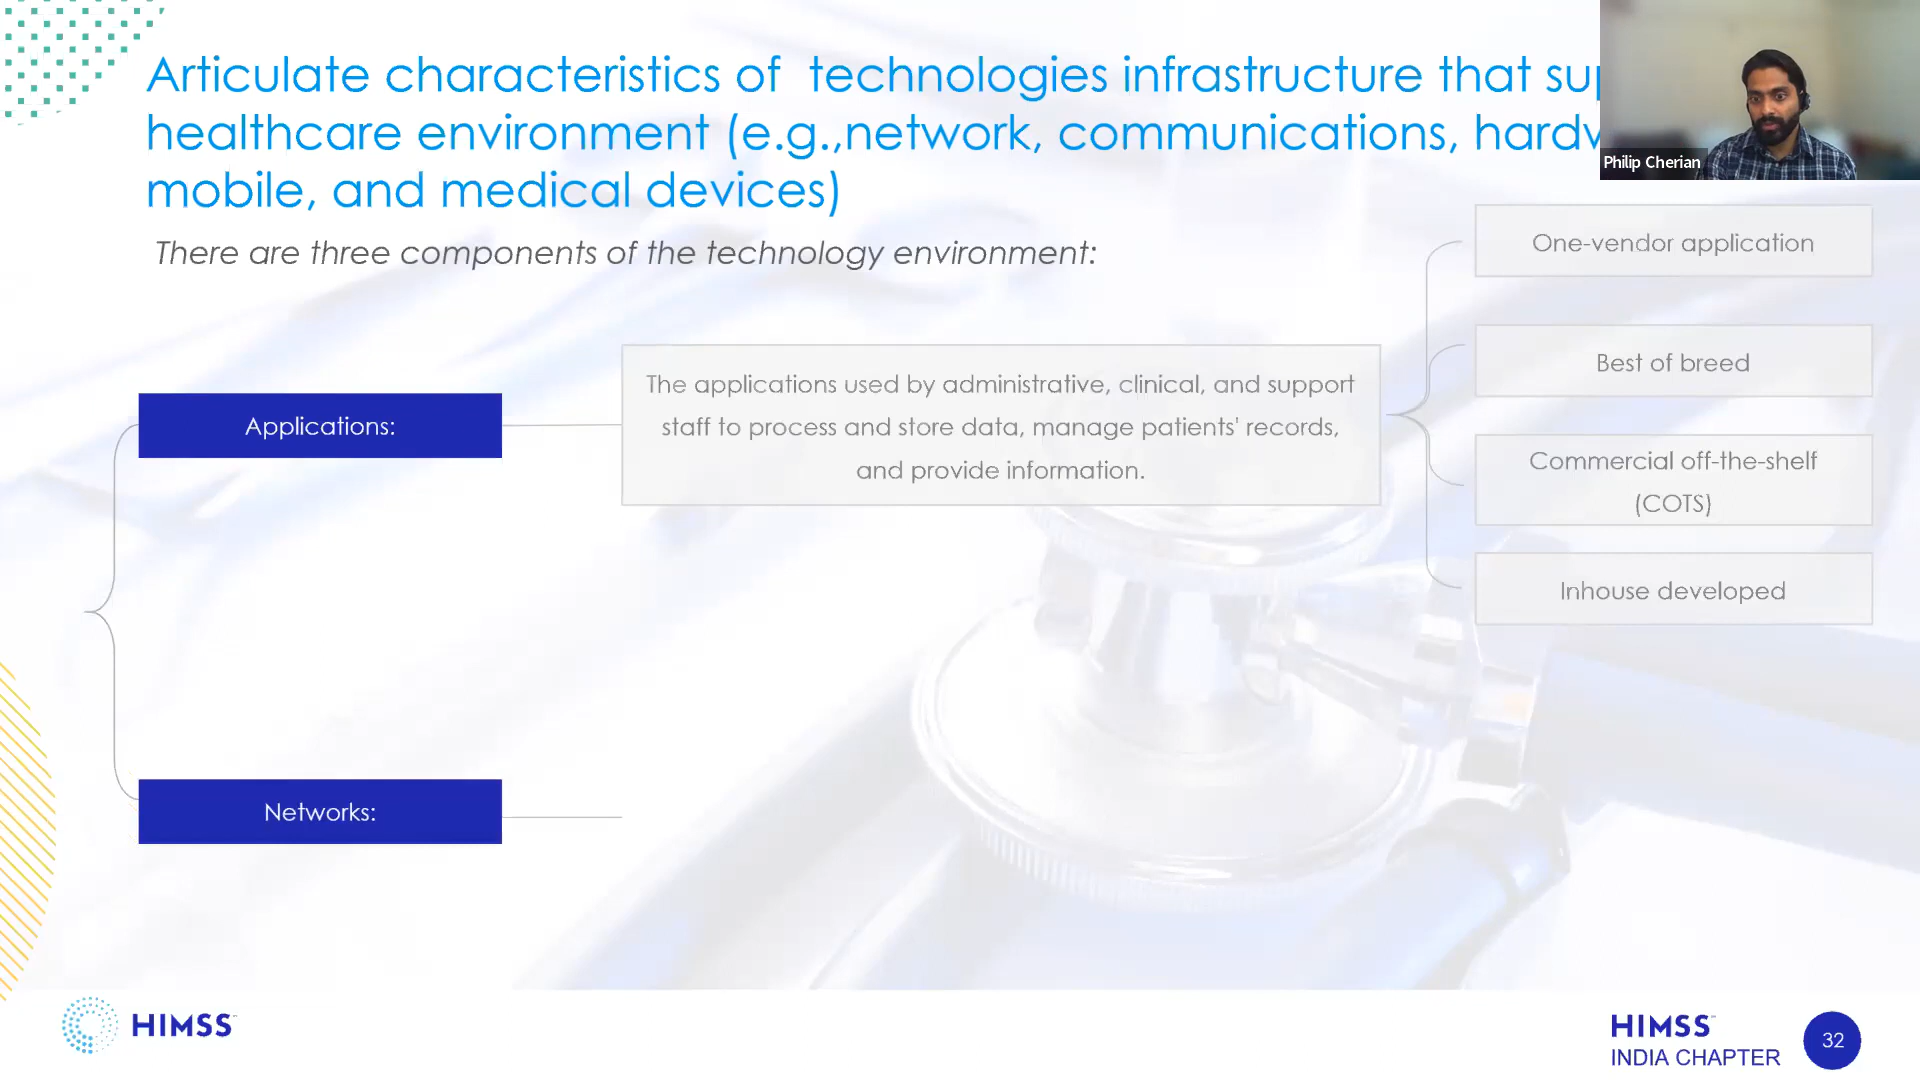 Articulate characteristics of technologies infrastructure that
healthcare environment (e.g.,network, communications,
mobile, and medical devices)
Philip Cherian
There are three components of the technology environment:
One-vendor application
Best of breed
Applications:
The applications used by administrative, clinical, and support
staff to process and store data, manage patients' records,
and provide information.
Commercial off-the-shelf
(COTS)
Inhouse developed
Networks:
HIMSS
HIMSS
INDIA CHAPTER
32